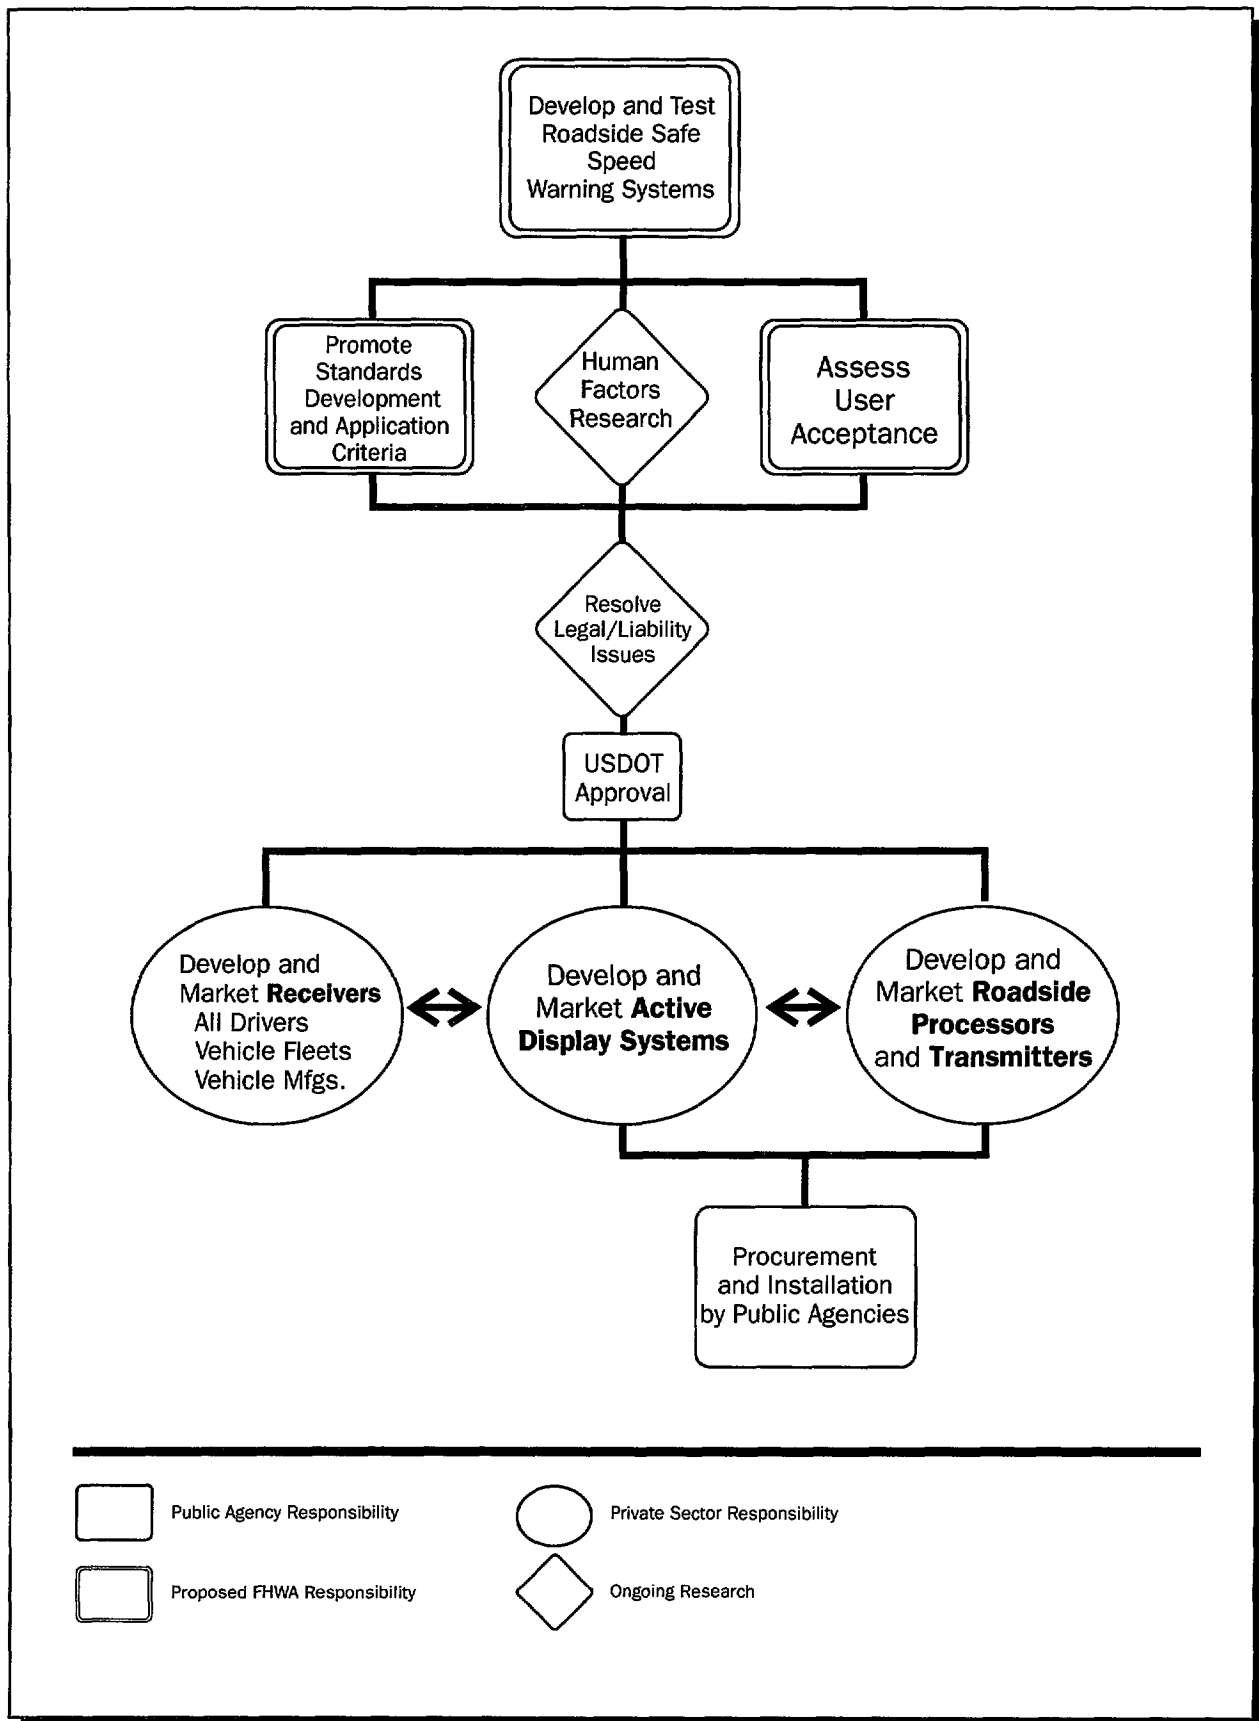 Develop and Test
Roadside Safe
Speed
Warning Systems
Promote
Standards
Development
and Application
Criteria
Human
Factors
Research
Assess
User
Acceptance
Resolve
Legal/Liability
Issues
USDOT
Approval
Develop and
Market Receivers
All Drivers
Vehicle Fleets
Vehicle Mfgs.
Develop and
Market Active
Display Systems
Develop and
Market Roadside
Processors
and Transmitters
Procurement
and Installation
by Public Agencies
Public Agency Responsibility
Private Sector Responsibility
Proposed FHWA Responsibility
Ongoing Research